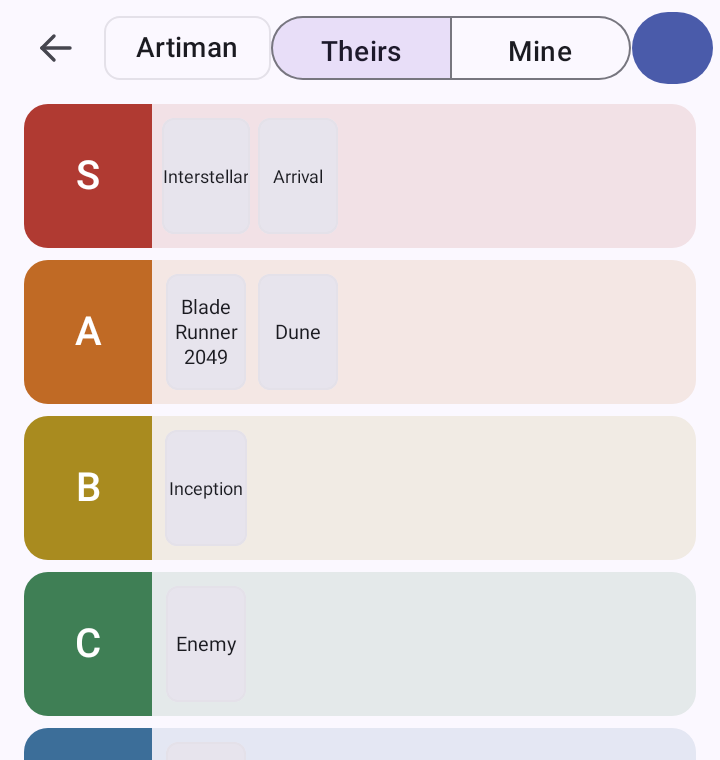 Artiman
Theirs
Mine
S
Interstellar
Arrival
A
Blade
Runner
2049
Dune
B
Inception
C
Enemy